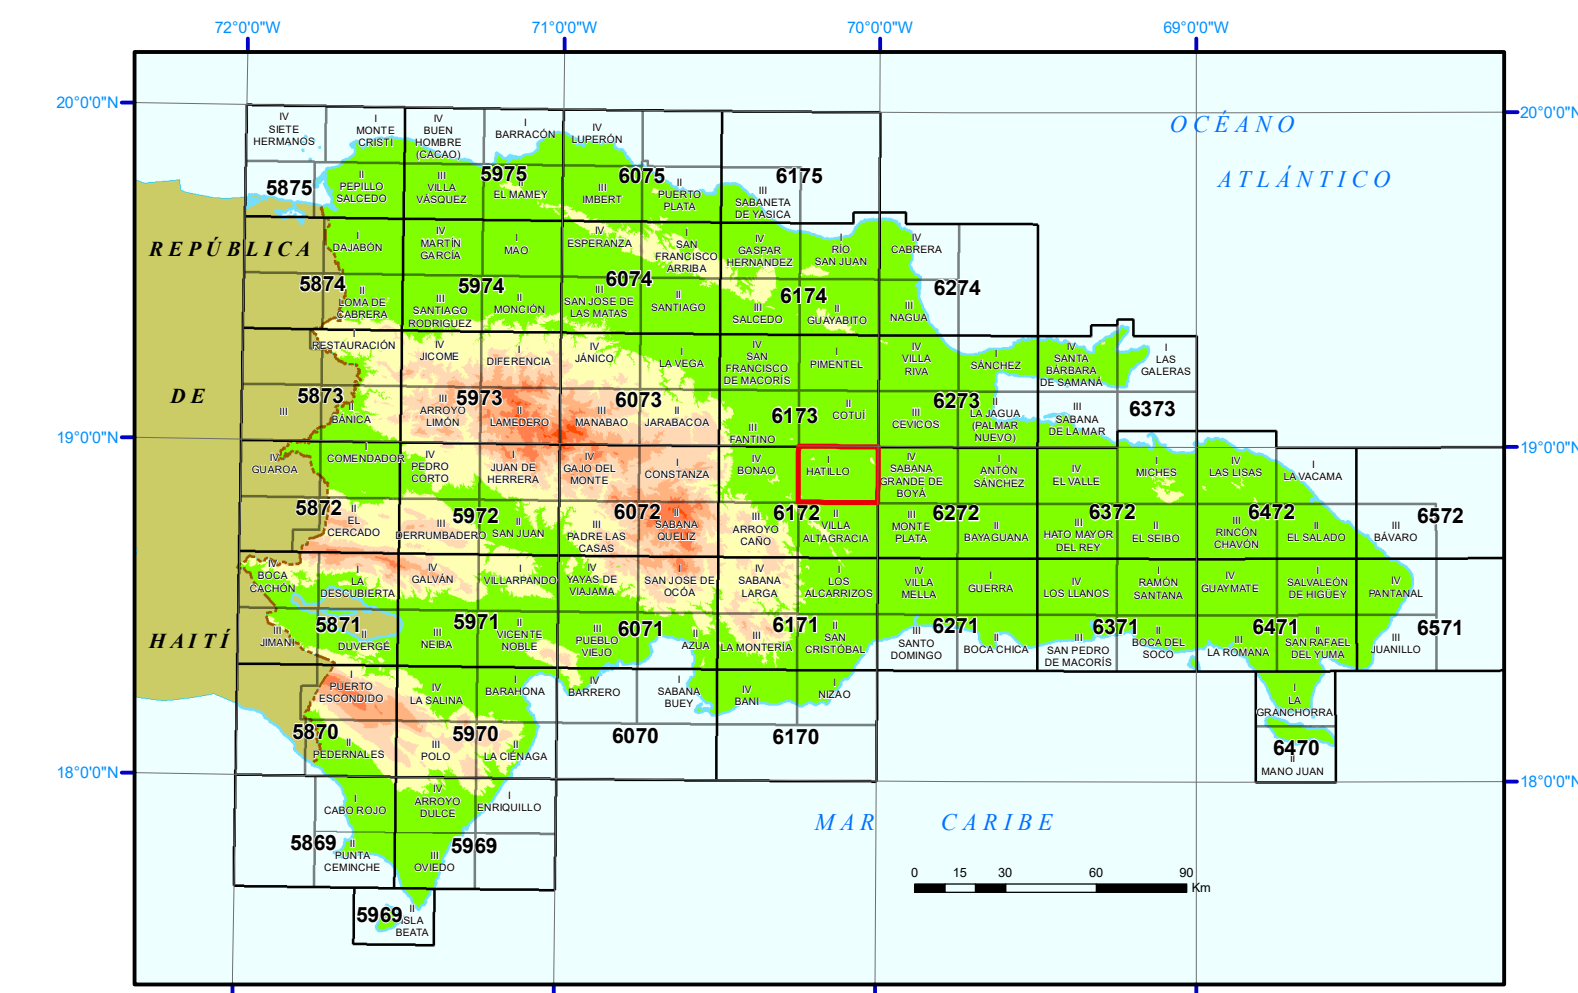 72°0'0"W 71°0'0"W 70°0'0"W 69°0'0"W
20°0'0"N
20°0'0"N
OCÉANO
ATLÁNTICO
IV
SIETE
HERMANOS
I
MONTE
CRISTI
IV
BUEN
HOMBRE
(CACAO)
I
BARRACÓN
IV
LUPERÓN
5875
II
PEPILLO
SALCEDO
III
VILLA
VÁSQUEZ
5975
II
EL MAMEY
III
IMBERT
6075
II
PUERTO
PLATA
6175
III
SABANETA
DE YASICA
REPÚBLICA
I
DAJABÓN
IV
MARTÍN
GARCÍA
I
MAO
IV
ESPERANZA
I
SAN
FRANCISCO
ARRIBA
IV
GASPAR
HERNANDEZ
I
RÍO
SAN JUAN
IV
CABRERA
5874
II
LOMA DE
CABRERA
III
SANTIAGO
RODRIGUEZ
5974
II
MONCIÓN
III
SAN JOSE DE
LAS MATAS
6074
II
SANTIAGO
III
SALCEDO
6174
II
GUAYABITO
III
NAGUA
6274
I
RESTAURACIÓN
IV
JICOME
I
DIFERENCIA
IV
JÁNICO
I
LA VEGA
IV
SAN
FRANCISCO
DE MACORÍS
I
PIMENTEL
IV
VILLA
RIVA
I
SÁNCHEZ
IV
SANTA
BÁRBARA
DE SAMANÁ
I
LAS
GALERAS
DE
III
5873
II
BÁNICA
III
ARROYO
LIMÓN
5973
II
LAMEDERO
III
MANABAO
6073
II
JARABACOA
III
FANTINO
6173
II
COTUÍ
III
CEVICOS
6273
II
LA JAGUA
(PALMAR
NUEVO)
III
SABANA
DE LA MAR
6373
19°0'0"N
19°0'0"N
IV
GUAROA
I
COMENDADOR
IV
PEDRO
CORTO
I
JUAN DE
HERRERA
IV
GAJO DEL
MONTE
I
CONSTANZA
IV
BONAO
I
HATILLO
IV
SABANA
GRANDE DE
BOYÁ
I
ANTÓN
SÁNCHEZ
IV
EL VALLE
I
MICHES
IV
LAS LISAS
I
LA VACAMA
5872
II
EL
CERCADO
III
DERRUMBADERO
5972
II
SAN JUAN
III
PADRE LAS
CASAS
6072
II
SABANA
QUELIZ
III
ARROYO
CAÑO
6172
II
VILLA
ALTAGRACIA
III
MONTE
PLATA
6272
II
BAYAGUANA
III
HATO MAYOR
DEL REY
6372
II
EL SEIBO
III
RINCÓN
CHAVÓN
6472
II
EL SALADO
III
BÁVARO
6572
IV
BOCA
CACHÓN
I
LA
DESCUBIERTA
IV
GALVÁN
I
VILLARPANDO
IV
YAYAS DE
VIAJAMA
I
SAN JOSE DE
OCÓA
IV
SABANA
LARGA
I
LOS
ALCARRIZOS
IV
VILLA
MELLA
I
GUERRA
IV
LOS LLANOS
I
RAMÓN
SANTANA
IV
GUAYMATE
I
SALVALEÓN
DE HIGÜEY
IV
PANTANAL
HAITÍ
III
JIMANÍ
5871
II
DUVERGÉ
III
NEIBA
5971
II
VICENTE
NOBLE
III
PUEBLO
VIEJO
6071
II
AZUA
III
LA MONTERÍA
6171
II
SAN
CRISTÓBAL
III
SANTO
DOMINGO
6271
II
BOCA CHICA
III
SAN PEDRO
DE MACORÍS
6371
II
BOCA DEL
SOCO
III
LA ROMANA
6471
II
SAN RAFAEL
DEL YUMA
III
JUANILLO
6571
I
PUERTO
ESCONDIDO
IV
LA SALINA
I
BARAHONA
IV
BARRERO
I
SABANA
BUEY
IV
BANI
I
NIZAO
I
LA
GRANCHORRA
5870
II
PEDERNALES
III
POLO
5970
II
LA CIÉNAGA
6070
6170
6470
II
MANO JUAN
18°0'0"N
18°0'0"N
I
CABO ROJO
IV
ARROYO
DULCE
I
ENRIQUILLO
MAR CARIBE
5869
II
PUNTA
CEMINCHE
III
OVIEDO
5969
0 15 30 60 90
Km
5969
II
ISLA
BEATA